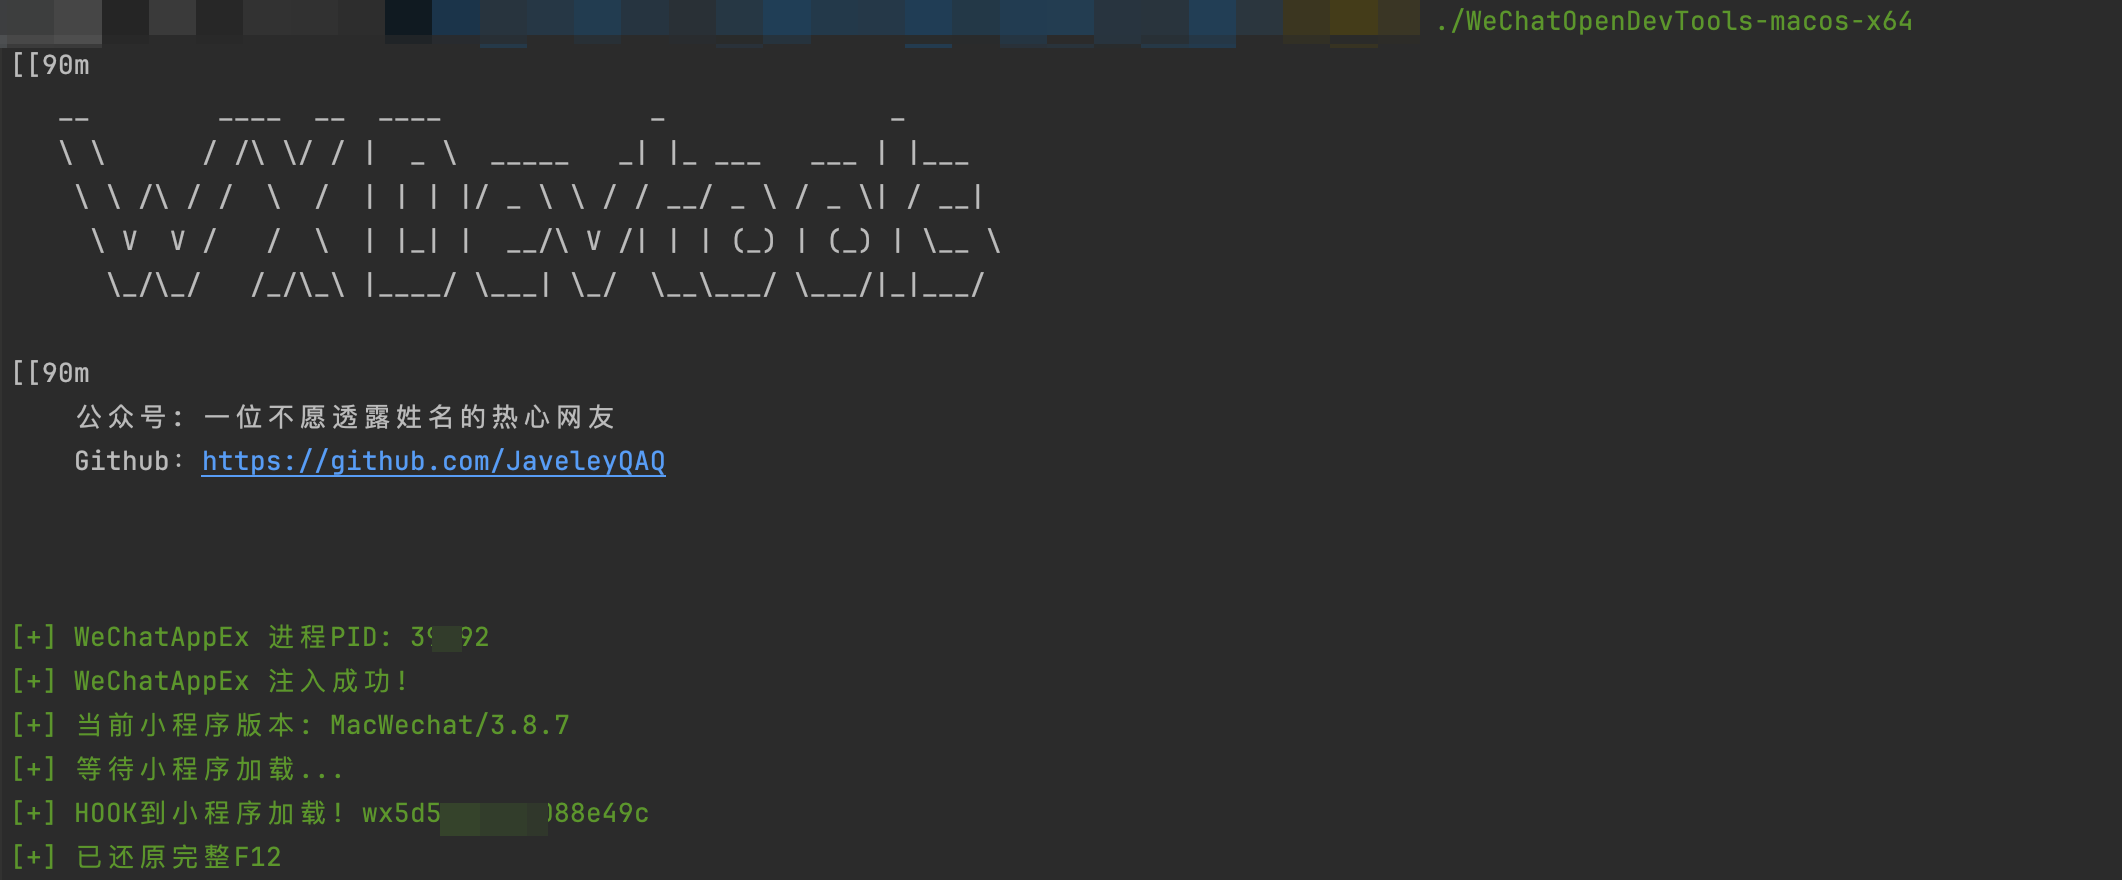 ./WeChatOpenDevTools-macos-x64
[[90m
   __        ____  __  ____             _              _
   \ \      / /\ \/ / |  _ \  _____   _| |_ ___   ___ | |___
    \ \ /\ / /  \  /  | | | |/ _ \ \ / / __/ _ \ / _ \| / __|
     \ V  V /   /  \  | |_| |  __/\ V /| | | (_) | (_) | \__ \
      \_/\_/   /_/\_\ |____/ \___| \_/  \__\___/ \___/|_|___/
[[90m
公众号: 一位不愿透露姓名的热心网友
Github: https://github.com/JaveleyQAQ
[+] WeChatAppEx 进程PID: 39 92
[+] WeChatAppEx 注入成功!
[+] 当前小程序版本: MacWechat/3.8.7
[+] 等待小程序加载...
[+] HOOK到小程序加载! wx5d5 088e49c
[+] 已还原完整F12